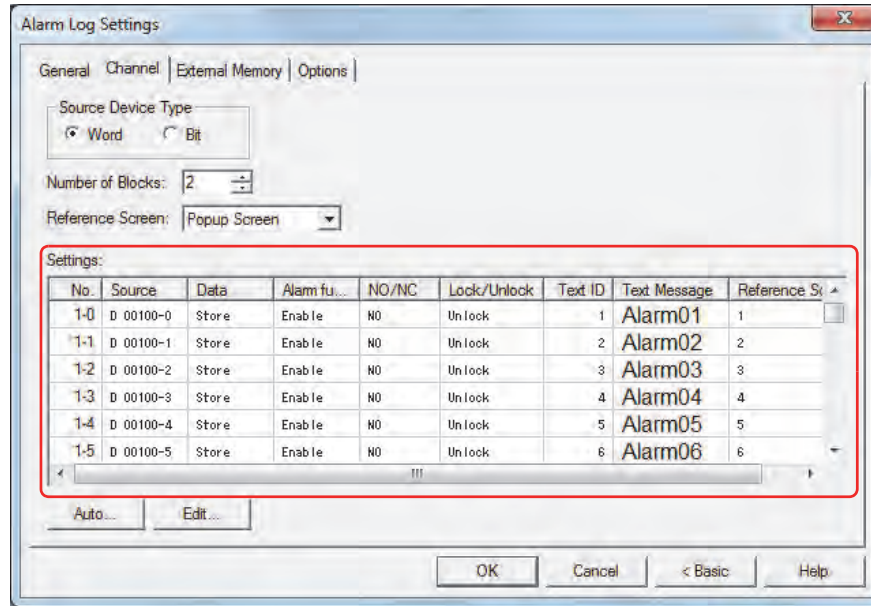 Alarm Log Settings
General Channel External Memory Options
Source Device Type
Word Bit
Number of Blocks: 2
Reference Screen: Popup Screen
Settings:
No. Source Data Alarm fu... NO/NC Lock/Unlock Text ID Text Message Reference Sc
1-0 D 00100-0 Store Enable NO Unlock 1 Alarm01 1
1-1 D 00100-1 Store Enable NO Unlock 2 Alarm02 2
1-2 D 00100-2 Store Enable NO Unlock 3 Alarm03 3
1-3 D 00100-3 Store Enable NO Unlock 4 Alarm04 4
1-4 D 00100-4 Store Enable NO Unlock 5 Alarm05 5
1-5 D 00100-5 Store Enable NO Unlock 6 Alarm06 6
Auto... Edit...
OK Cancel < Basic Help